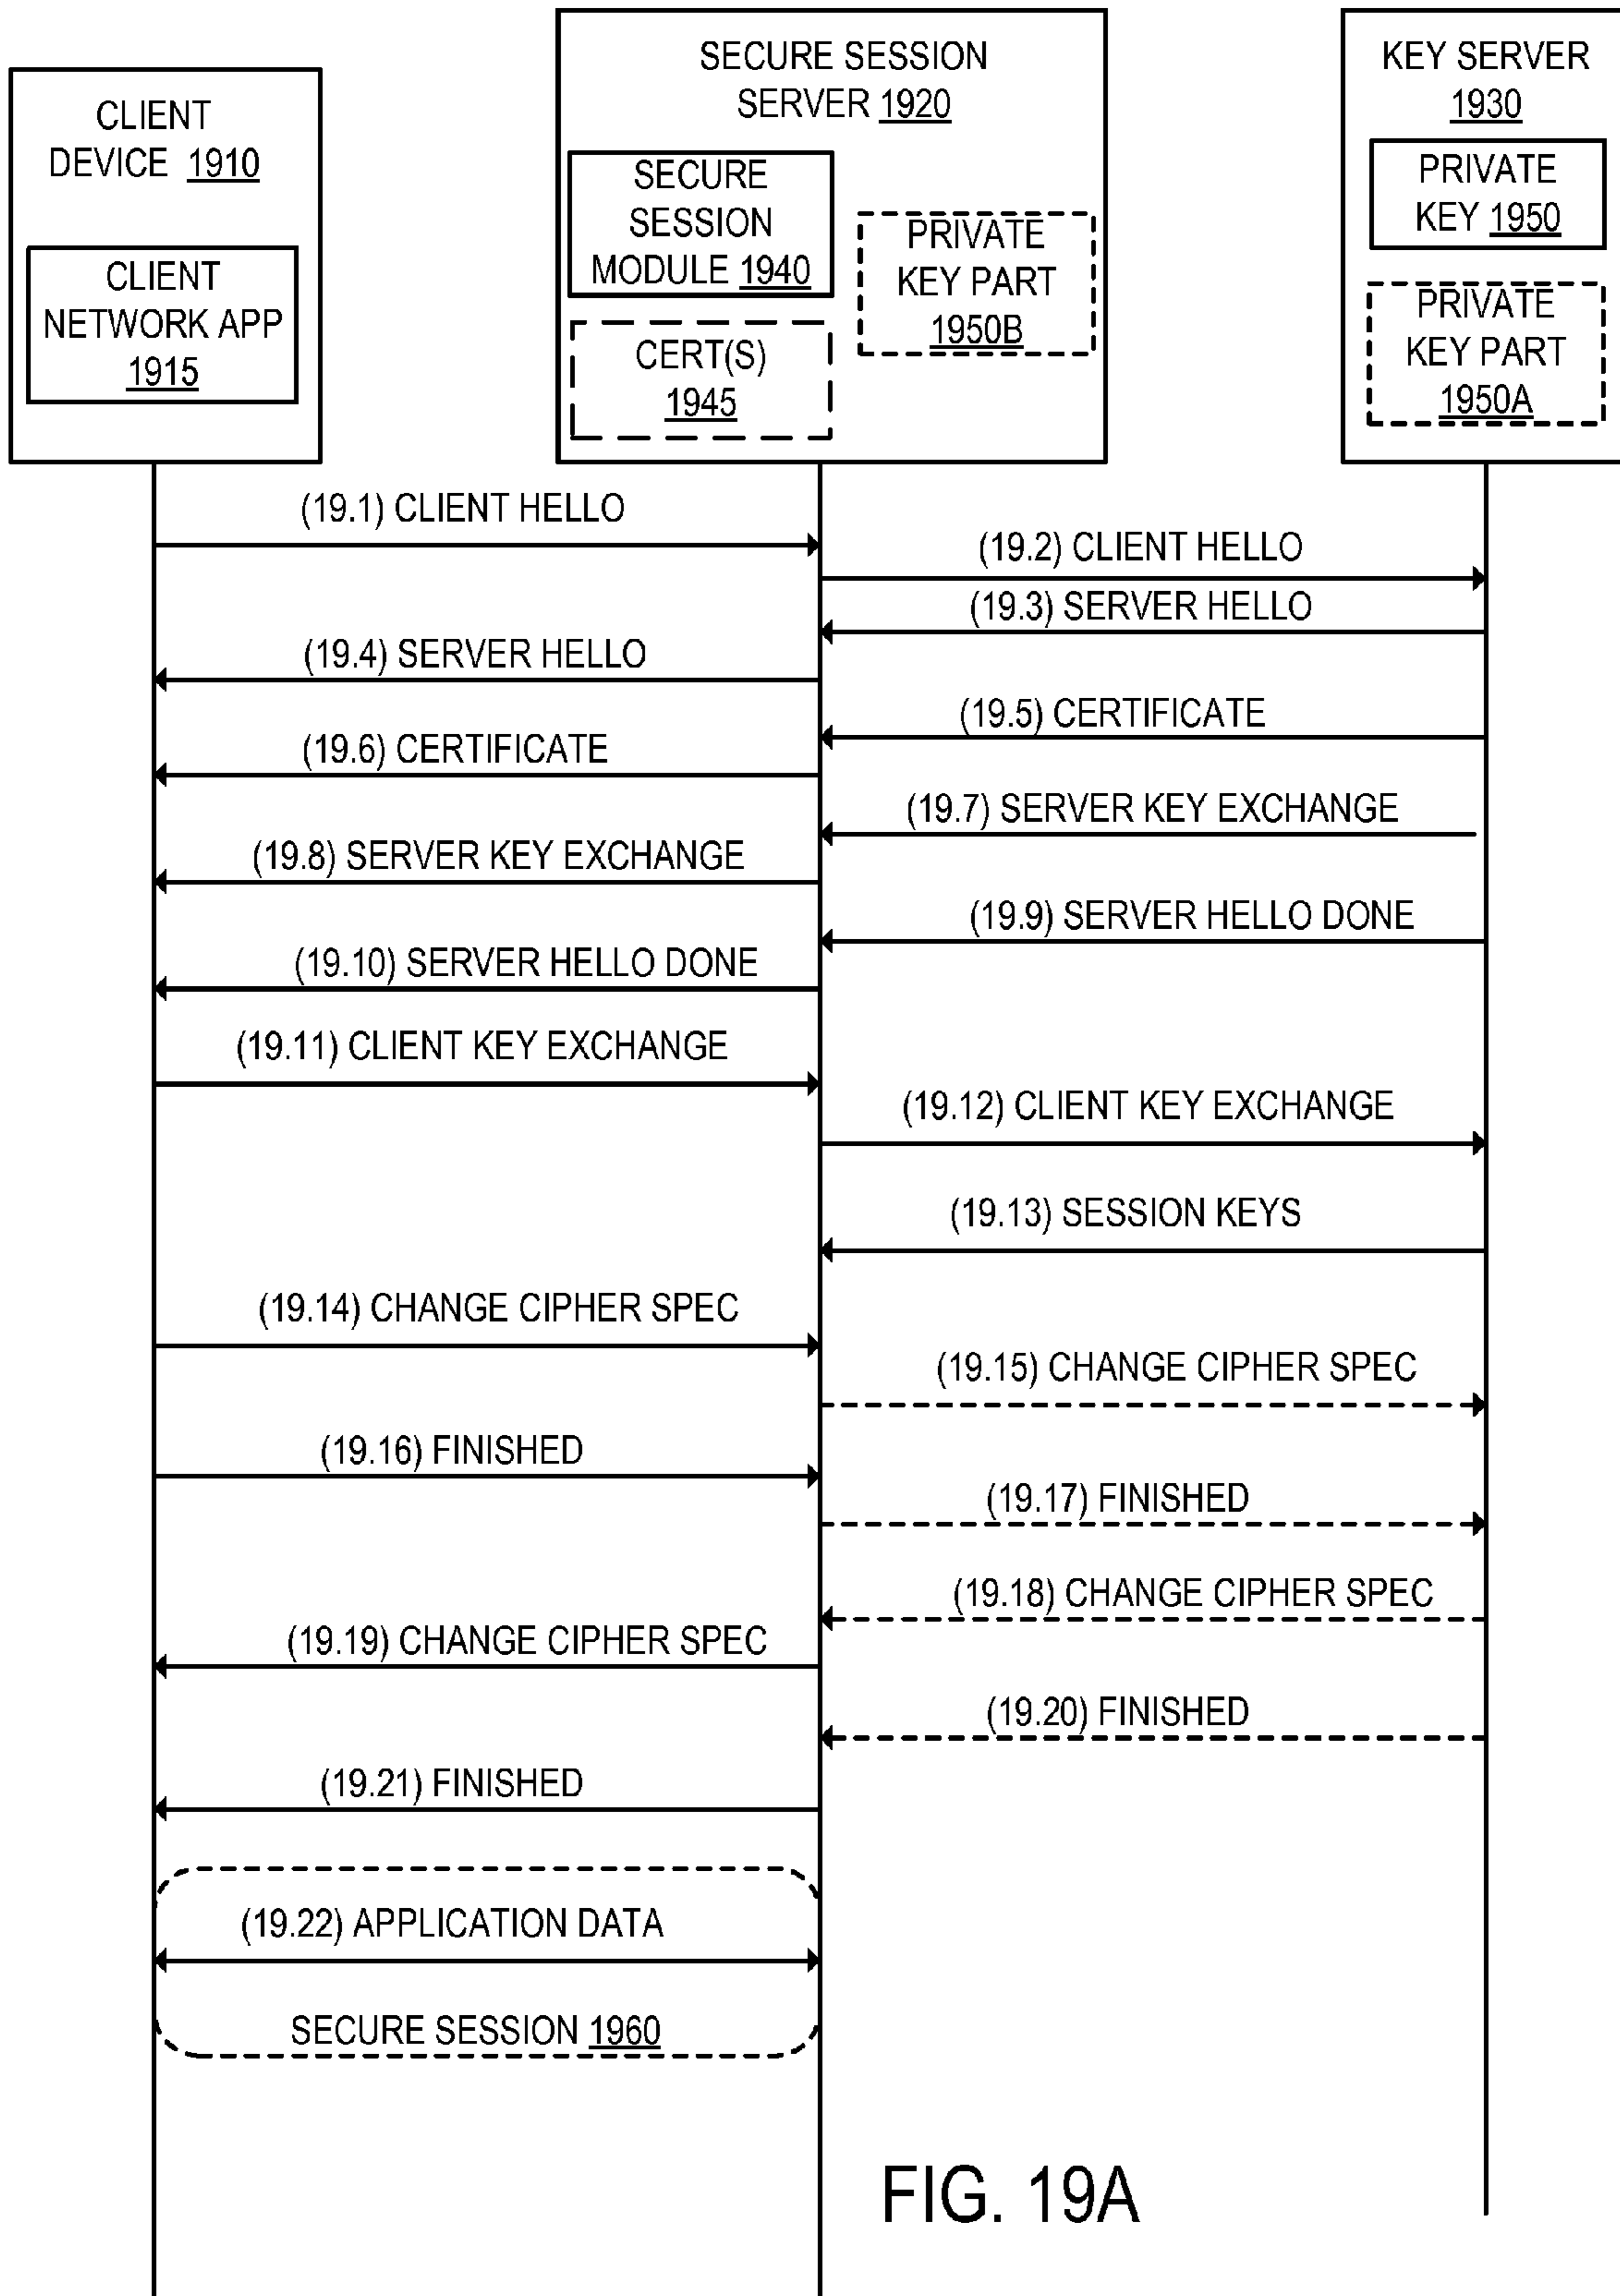 CLIENT
DEVICE 1910
CLIENT
NETWORK APP
1915
SECURE SESSION
SERVER 1920
SECURE
SESSION
MODULE 1940
CERT(S)
1945
PRIVATE
KEY PART
1950B
KEY SERVER
1930
PRIVATE
KEY 1950
PRIVATE
KEY PART
1950A
(19.1) CLIENT HELLO
(19.2) CLIENT HELLO
(19.3) SERVER HELLO
(19.4) SERVER HELLO
(19.5) CERTIFICATE
(19.6) CERTIFICATE
(19.7) SERVER KEY EXCHANGE
(19.8) SERVER KEY EXCHANGE
(19.9) SERVER HELLO DONE
(19.10) SERVER HELLO DONE
(19.11) CLIENT KEY EXCHANGE
(19.12) CLIENT KEY EXCHANGE
(19.13) SESSION KEYS
(19.14) CHANGE CIPHER SPEC
(19.15) CHANGE CIPHER SPEC
(19.16) FINISHED
(19.17) FINISHED
(19.18) CHANGE CIPHER SPEC
(19.19) CHANGE CIPHER SPEC
(19.20) FINISHED
(19.21) FINISHED
(19.22) APPLICATION DATA
SECURE SESSION 1960
FIG. 19A